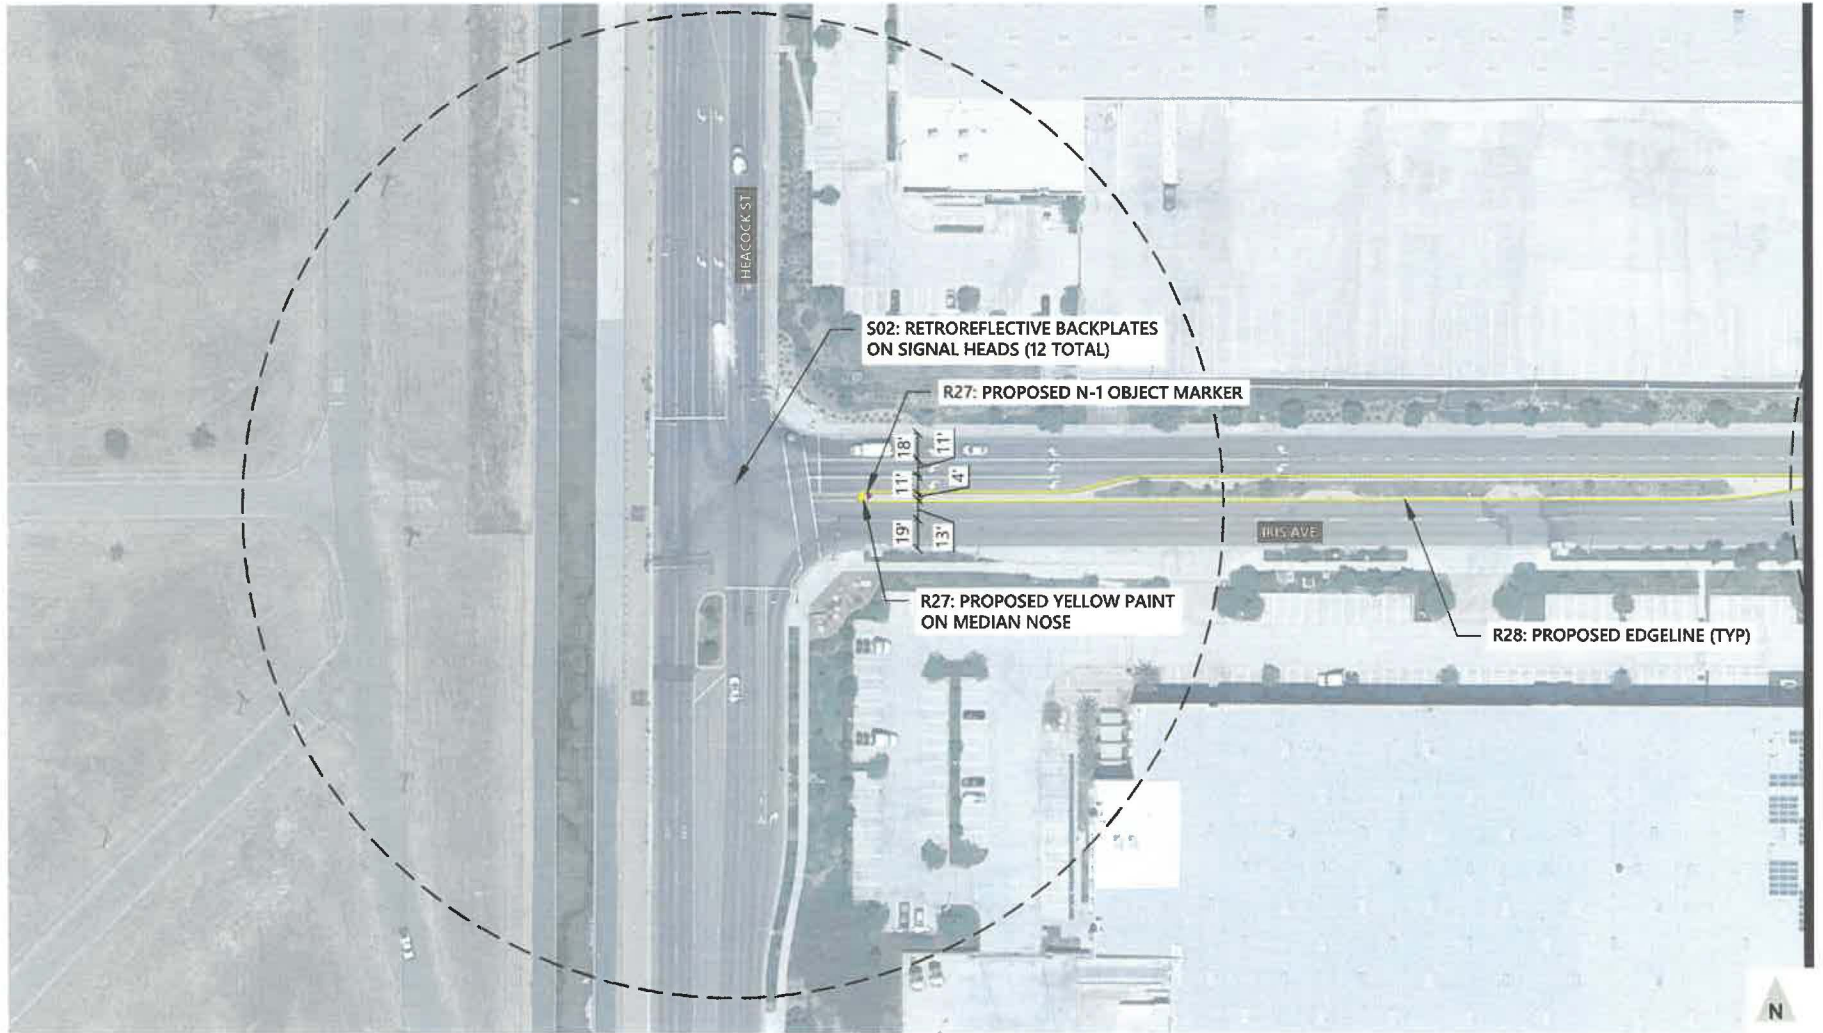 HEACOCK ST
S02: RETROREFLECTIVE BACKPLATES
ON SIGNAL HEADS (12 TOTAL)
R27: PROPOSED N-1 OBJECT MARKER
18'
11'
11'
4'
19'
13'
IRIS AVE
R27: PROPOSED YELLOW PAINT
ON MEDIAN NOSE
R28: PROPOSED EDGELINE (TYP)
N